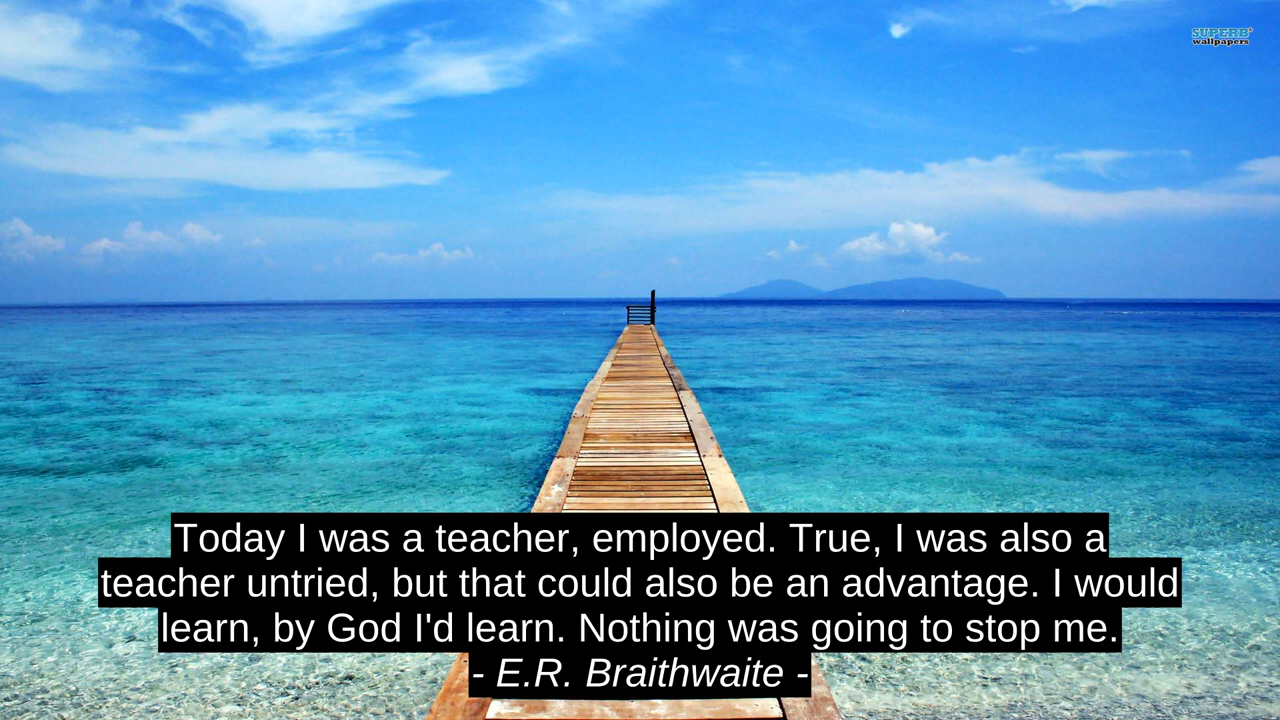 SUPERB
wallpapers
Today I was a teacher, employed. True, I was also a
teacher untried, but that could also be an advantage. I would
learn, by God I'd learn. Nothing was going to stop me.
- E.R. Braithwaite -